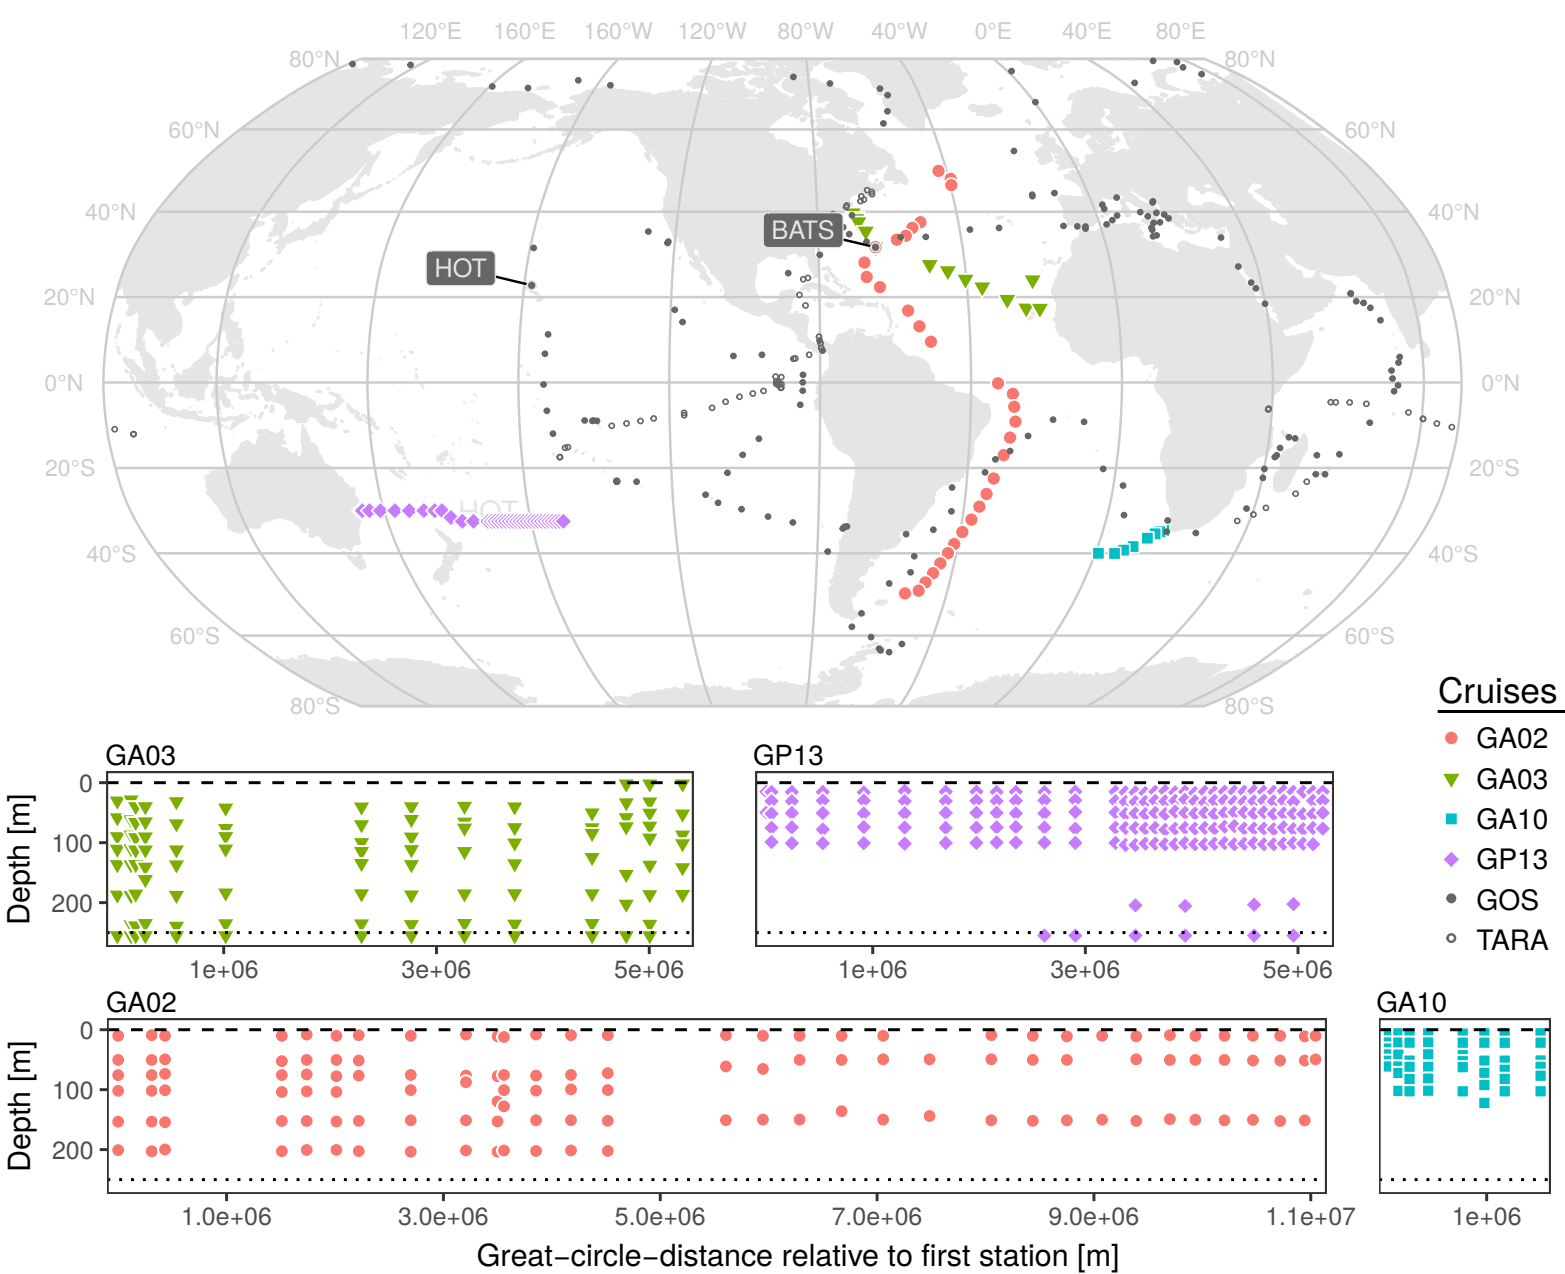 120°E 160°E 160°W 120°W 80°W 40°W 0°E 40°E 80°E
80°N 80°N
60°N 60°N
40°N 40°N
BATS
HOT
20°N 20°N
0°N 0°N
20°S 20°S
HOT
40°S 40°S
60°S 60°S
80°S 80°S
Cruises
GA02
GA03
GA10
GP13
GOS
TARA
GA03
Depth [m]
0
100
200
1e+06 3e+06 5e+06
GP13
1e+06 3e+06 5e+06
GA02
Depth [m]
0
100
200
1.0e+06 3.0e+06 5.0e+06 7.0e+06 9.0e+06 1.1e+07
GA10
1e+06
Great−circle−distance relative to first station [m]